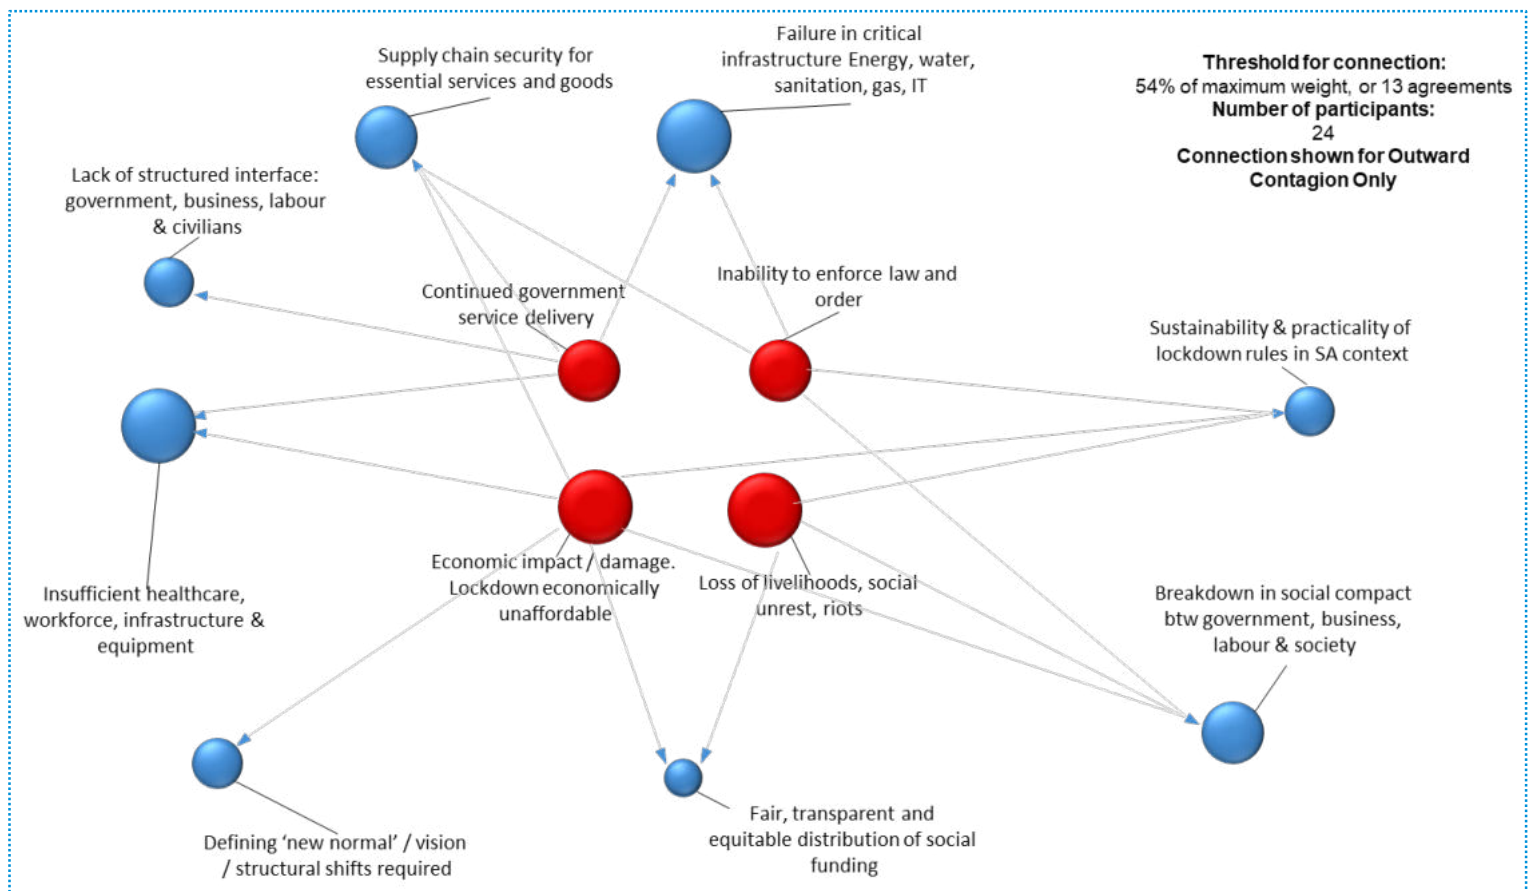 Supply chain security for
essential services and goods
Failure in critical
infrastructure Energy, water,
sanitation, gas, IT
Threshold for connection:
54% of maximum weight, or 13 agreements
Number of participants:
24
Connection shown for Outward
Contagion Only
Lack of structured interface:
government, business, labour
& civilians
Continued government
service delivery
Inability to enforce law and
order
Sustainability & practicality of
lockdown rules in SA context
Economic impact / damage.
Lockdown economically
unaffordable
Loss of livelihoods, social
unrest, riots
Insufficient healthcare,
workforce, infrastructure &
equipment
Breakdown in social compact
btw government, business,
labour & society
Defining ‘new normal’ / vision
/ structural shifts required
Fair, transparent and
equitable distribution of social
funding